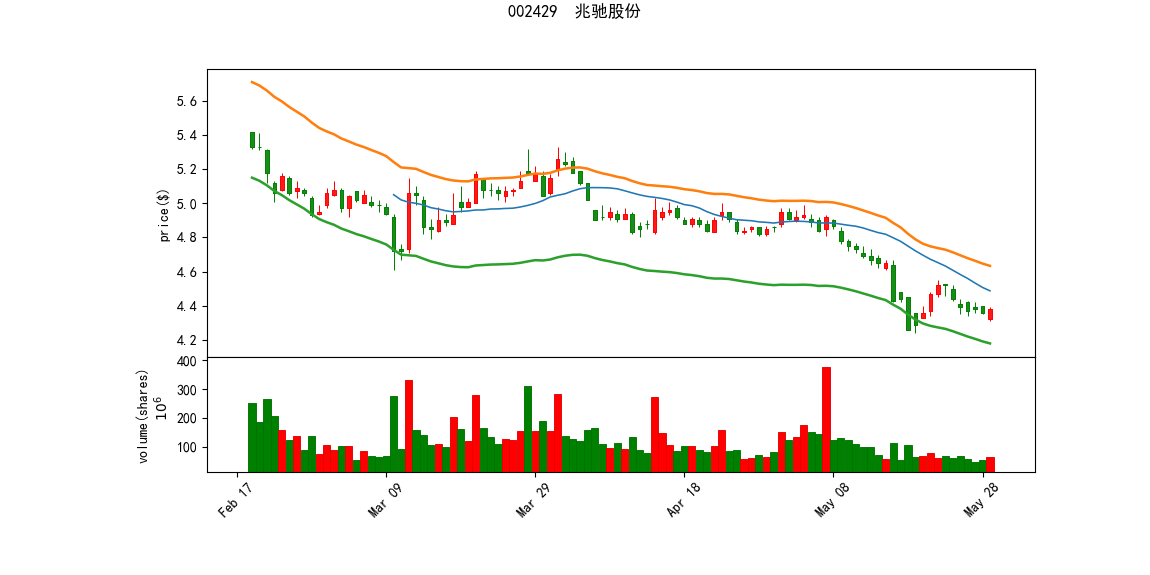 002429 兆驰股份
price($)
5.6
5.4
5.2
5.0
4.8
4.6
4.4
4.2
volume(shares)
10^6
400
300
200
100
Feb 17
Mar 09
Mar 29
Apr 18
May 08
May 28